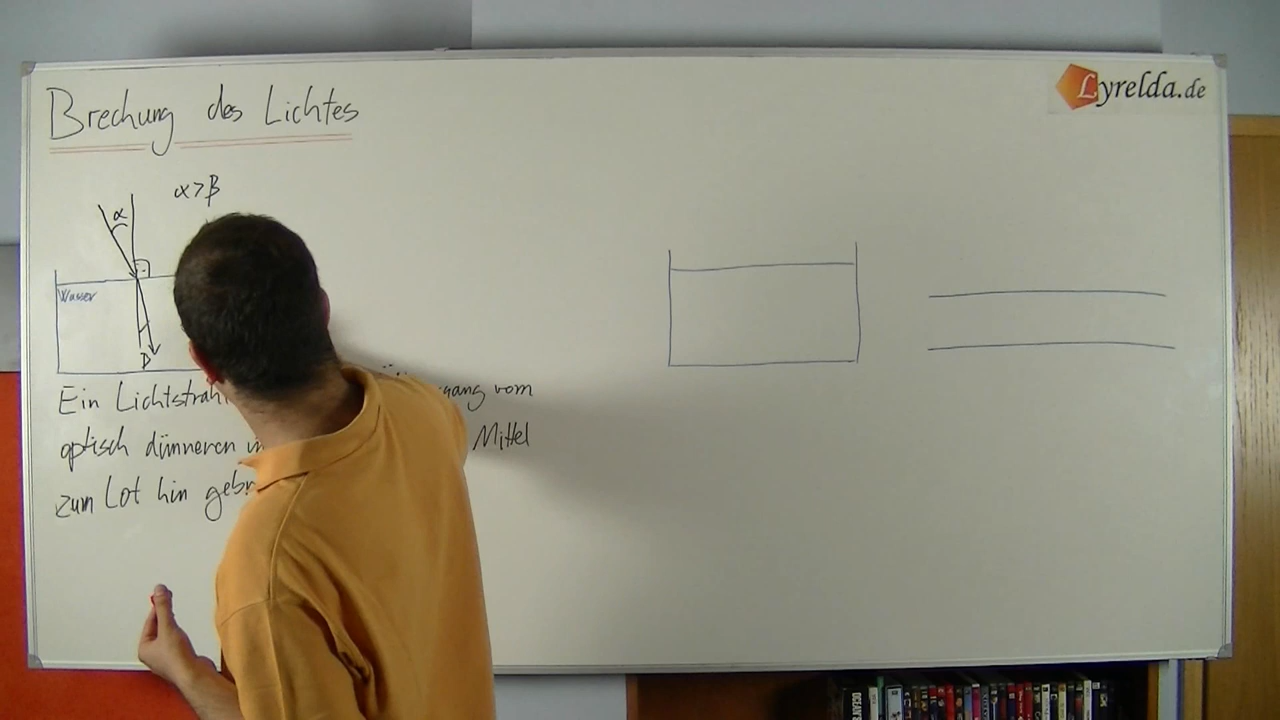 Brechung des Lichtes
Lyrelda.de
α>β
α
Wasser
β
Ein Lichtstrahl gang vom
optisch dünneren Mittel
zum Lot hin gebr